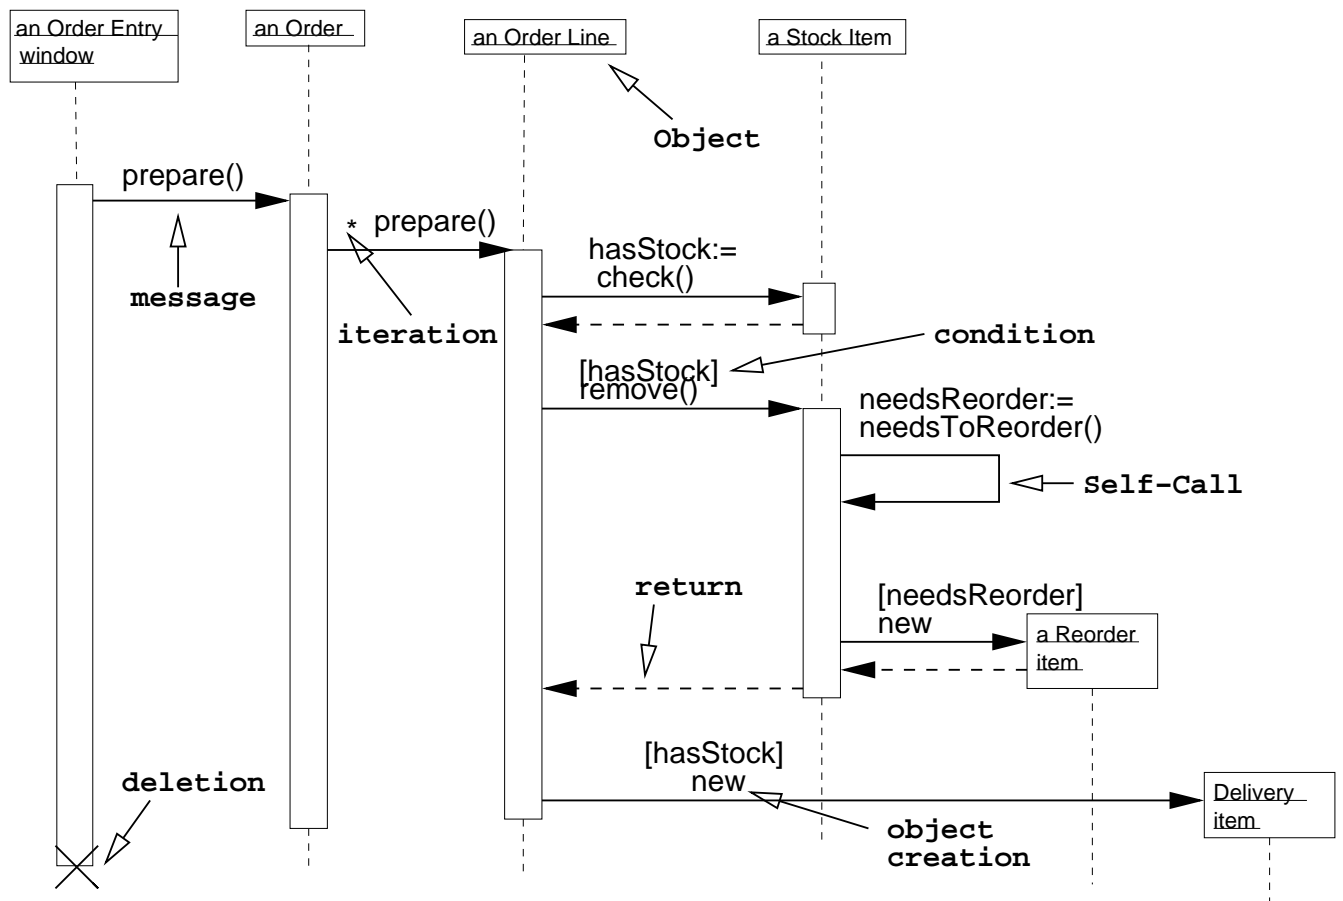 an Order Entry
window
an Order
an Order Line
a Stock Item
Object
prepare()
* prepare()
message
iteration
hasStock:=
check()
condition
[hasStock]
remove()
needsReorder:=
needsToReorder()
Self-Call
return
[needsReorder]
new
a Reorder
item
[hasStock]
new
deletion
Delivery
item
object
creation